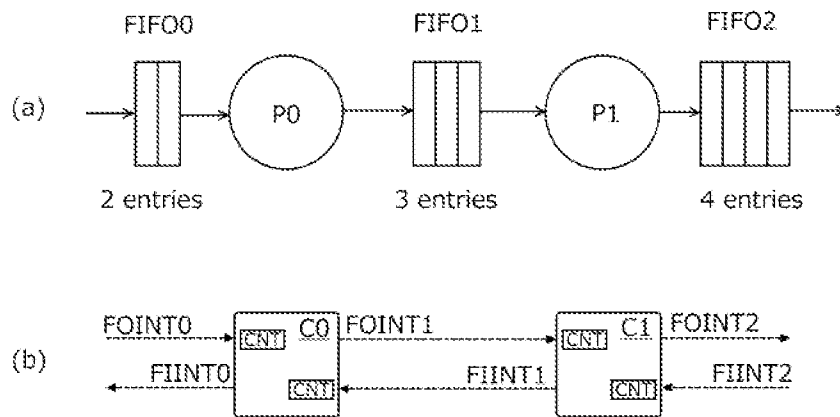 FIFO0 FIFO1 FIFO2
(a) P0 P1
2 entries 3 entries 4 entries
FOINT0 C0 FOINT1 C1 FOINT2
CNT CNT
(b)
FIINT0 FIINT1 FIINT2
CNT CNT